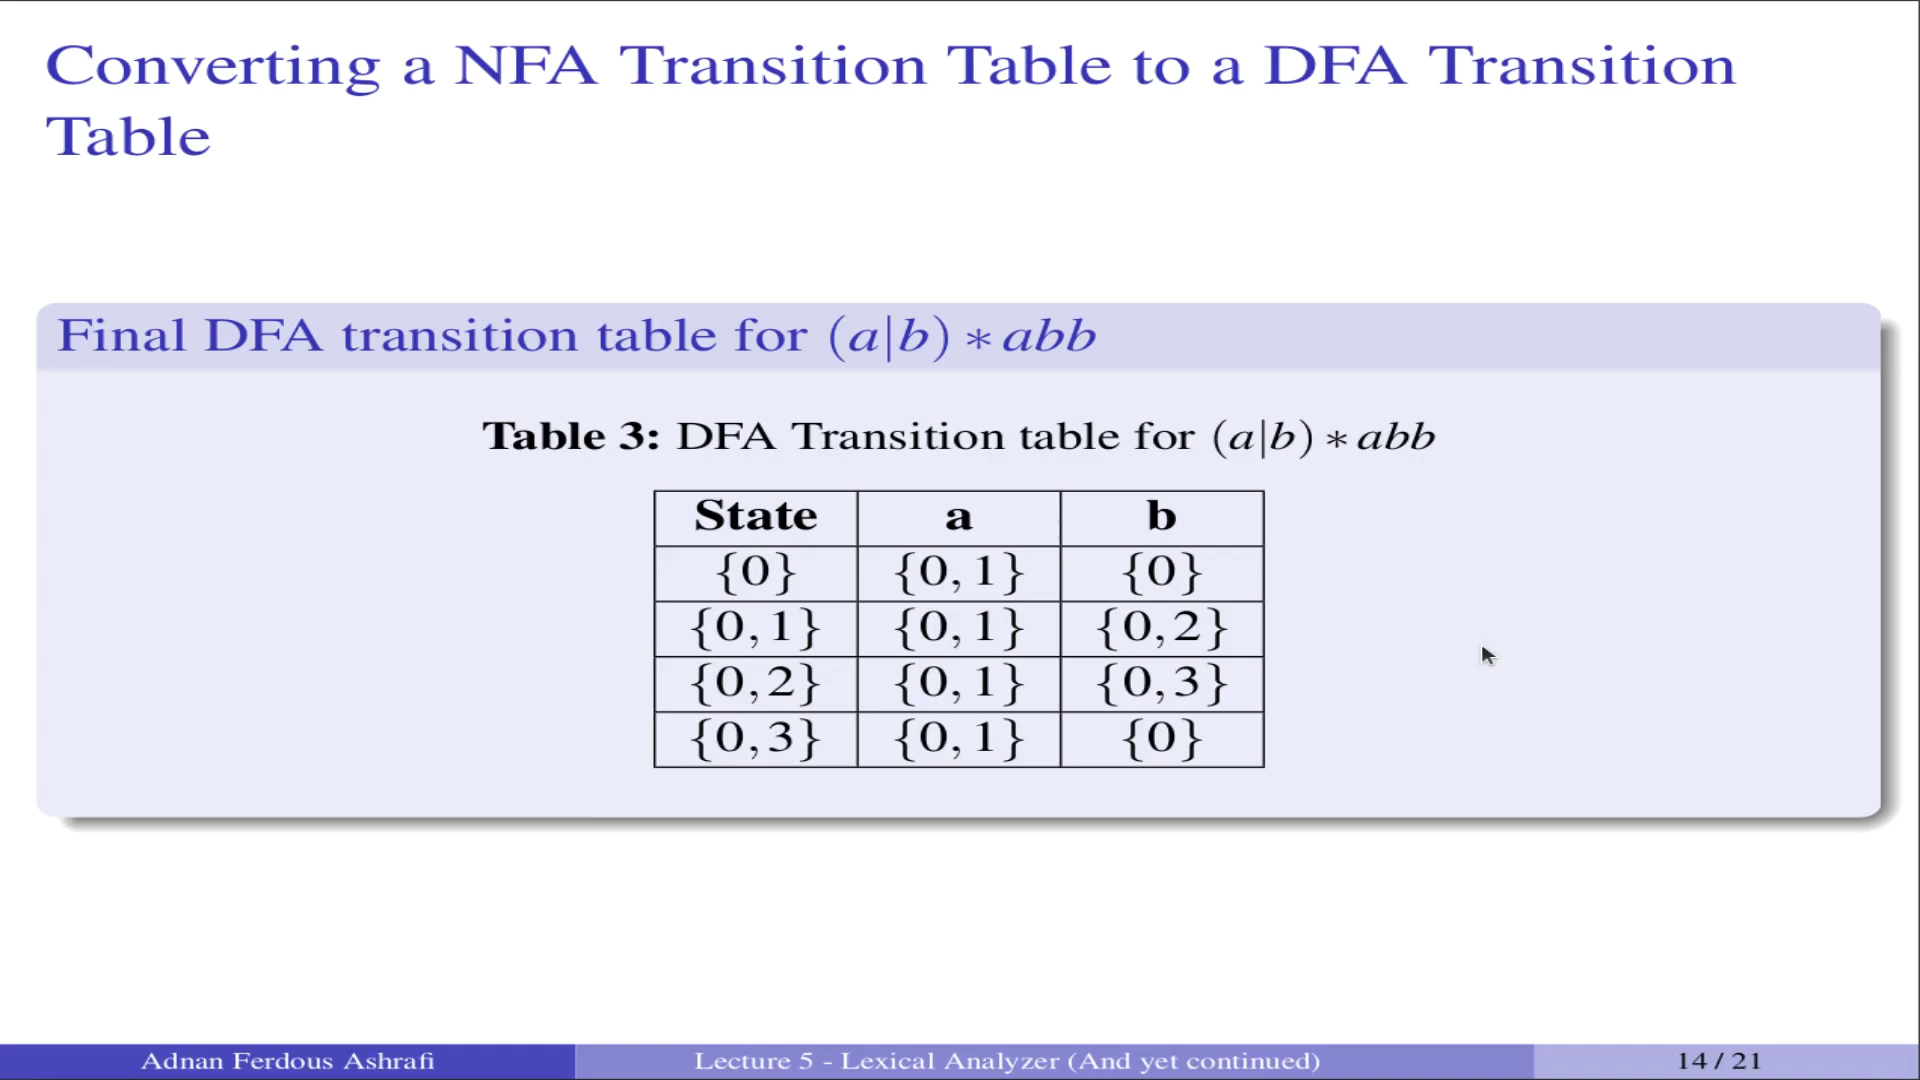 Converting a NFA Transition Table to a DFA Transition
Table
Final DFA transition table for (a|b) ∗ abb
Table 3: DFA Transition table for (a|b) ∗ abb
State a b
{0} {0, 1} {0}
{0, 1} {0, 1} {0, 2}
{0, 2} {0, 1} {0, 3}
{0, 3} {0, 1} {0}
Adnan Ferdous Ashrafi Lecture 5 - Lexical Analyzer (And yet continued) 14 / 21